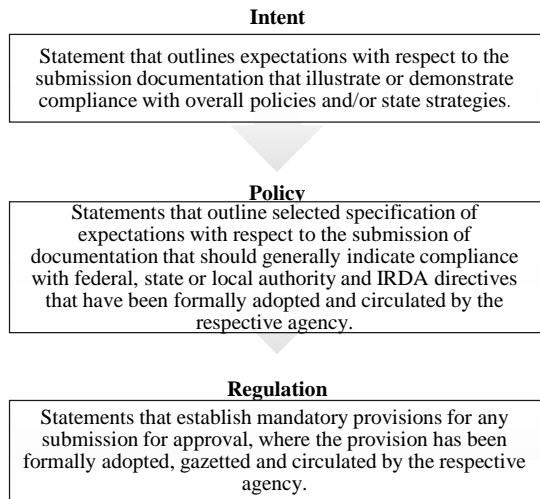 Intent
Statement that outlines expectations with respect to the
submission documentation that illustrate or demonstrate
compliance with overall policies and/or state strategies.
Policy
Statements that outline selected specification of
expectations with respect to the submission of
documentation that should generally indicate compliance
with federal, state or local authority and IRDA directives
that have been formally adopted and circulated by the
respective agency.
Regulation
Statements that establish mandatory provisions for any
submission for approval, where the provision has been
formally adopted, gazetted and circulated by the respective
agency.